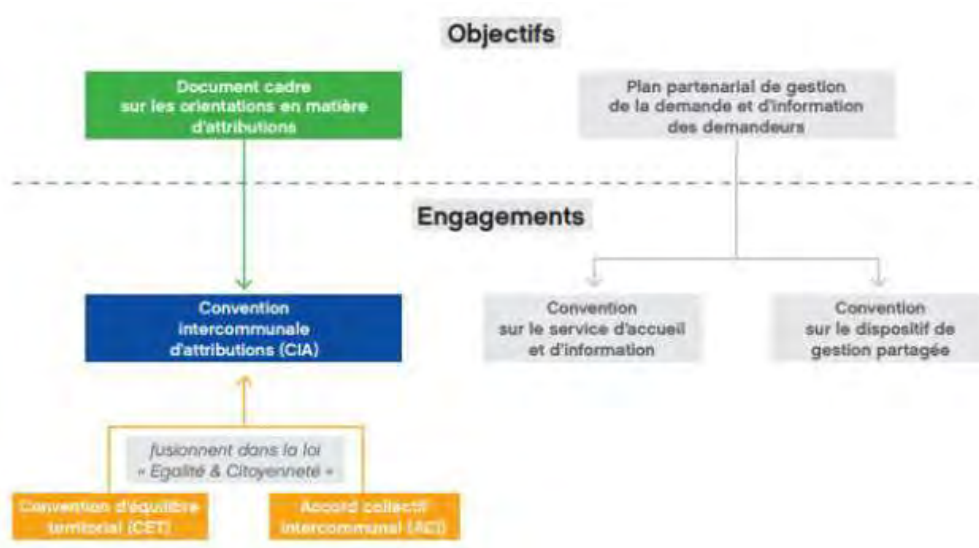 Objectifs
Document cadre
sur les orientations en matière
d'attributions
Plan partenarial de gestion
de la demande et d'information
des demandeurs
Engagements
Convention
intercommunale
d'attributions (CIA)
Convention
sur le service d'accueil
et d'information
Convention
sur le dispositif de
gestion partagée
fusionnent dans la loi
« Egalité & Citoyenneté »
Convention d'équilibre
territorial (CET)
Accord collectif
intercommunal (ACI)